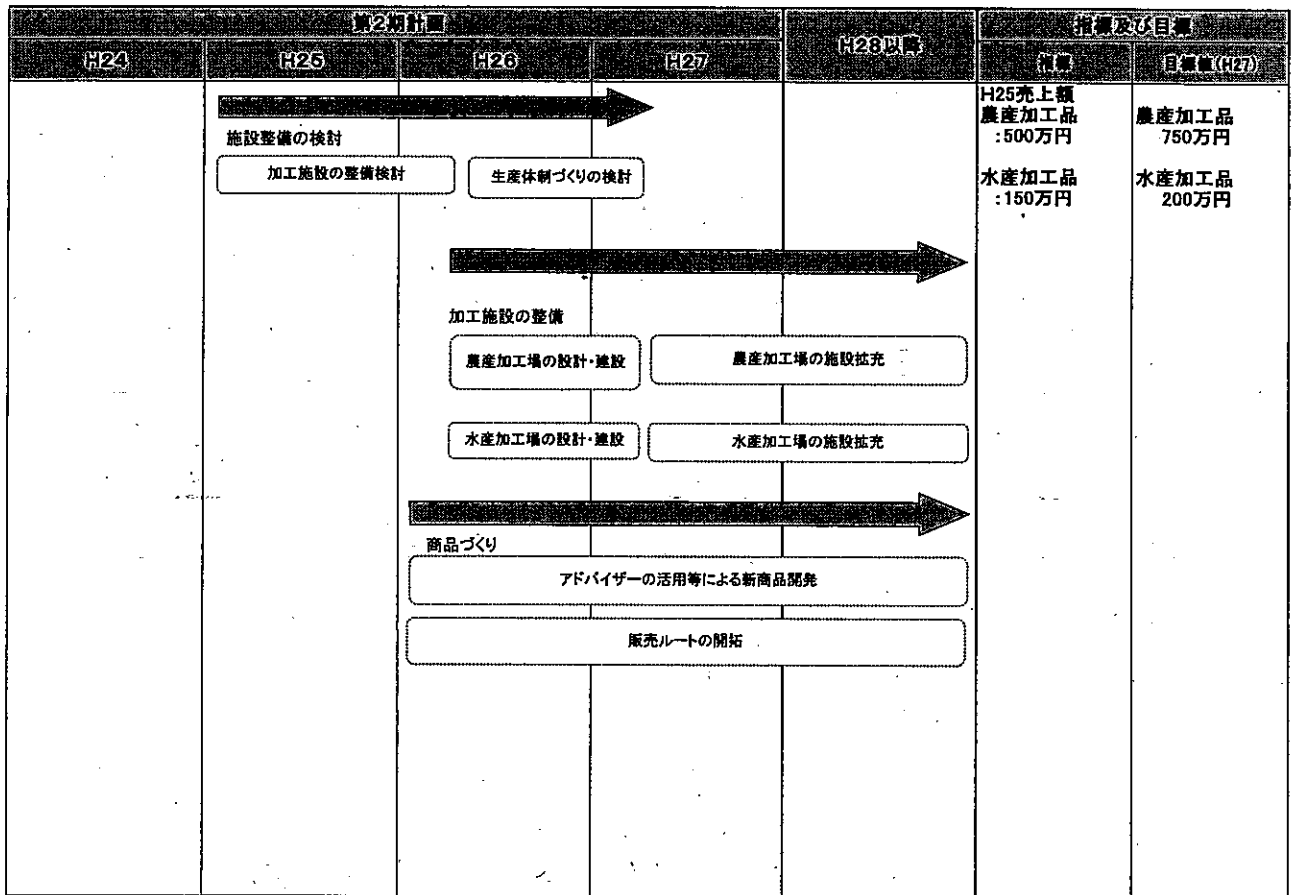 第2期計画
H28以降
指標及び目標
H24
H25
H26
H27
指標
目標値(H27)
H25売上額
農産加工品
:500万円
農産加工品
750万円
施設整備の検討
加工施設の整備検討
生産体制づくりの検討
水産加工品
:150万円
水産加工品
200万円
加工施設の整備
農産加工場の設計・建設
農産加工場の施設拡充
水産加工場の設計・建設
水産加工場の施設拡充
商品づくり
アドバイザーの活用等による新商品開発
販売ルートの開拓